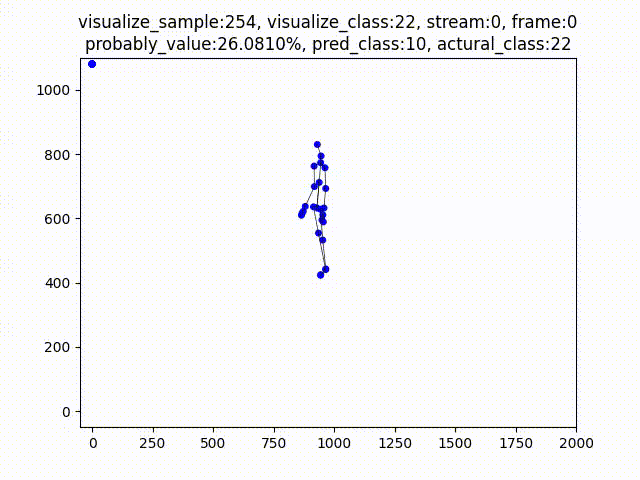 visualize_sample:254, visualize_class:22, stream:0, frame:0
probably_value:26.0810%, pred_class:10, actural_class:22
1000
800
600
400
200
0
0 250 500 750 1000 1250 1500 1750 2000